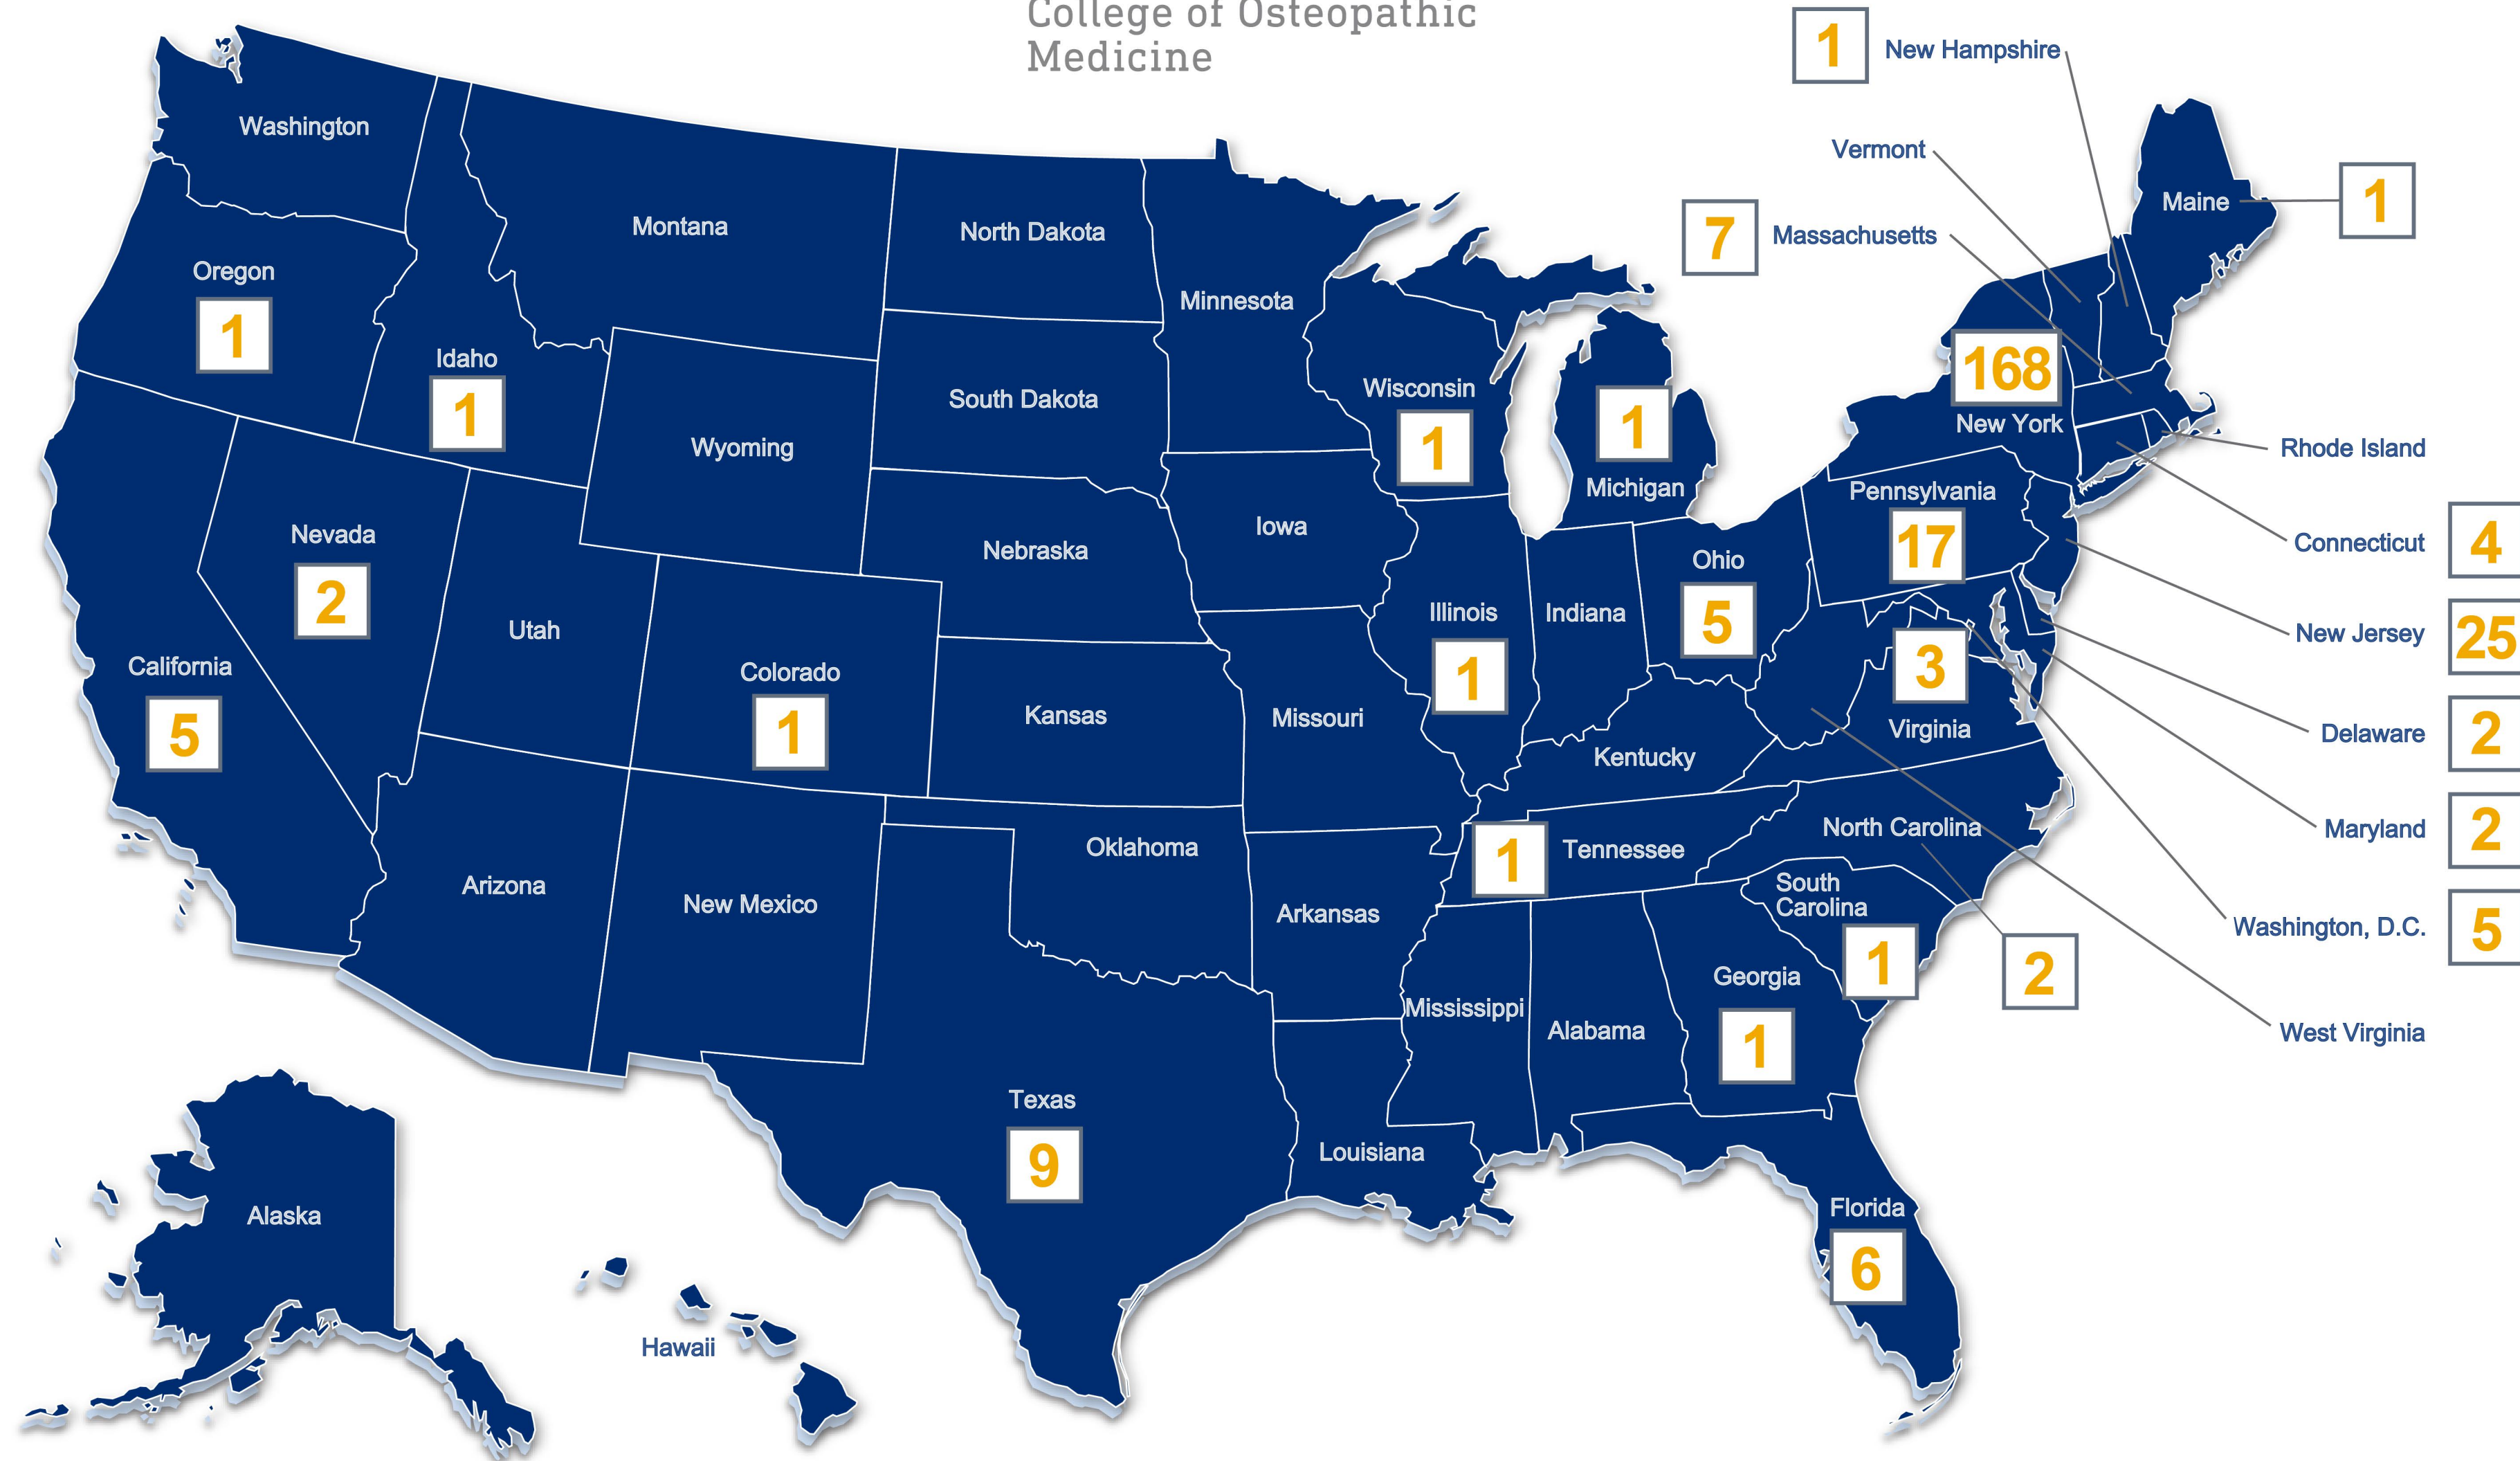 College of Osteopathic
Medicine
1 New Hampshire
Washington
Vermont
Maine 1
Montana
North Dakota
7 Massachusetts
Oregon
1
Minnesota
Idaho
1
168
New York
Wisconsin
1
1
Michigan
South Dakota
Wyoming
Rhode Island
Pennsylvania
17
Nevada
2
Iowa
Nebraska
Ohio
5
Connecticut 4
Illinois
1
Indiana
Utah
New Jersey 25
California
5
Colorado
1
3
Virginia
Kansas
Missouri
Delaware 2
Kentucky
Maryland 2
North Carolina
2
Oklahoma
1 Tennessee
Arizona
New Mexico
Arkansas
South
Carolina
1
Washington, D.C. 5
Georgia
1
Mississippi
Alabama
West Virginia
Texas
9
Louisiana
Alaska
Florida
6
Hawaii